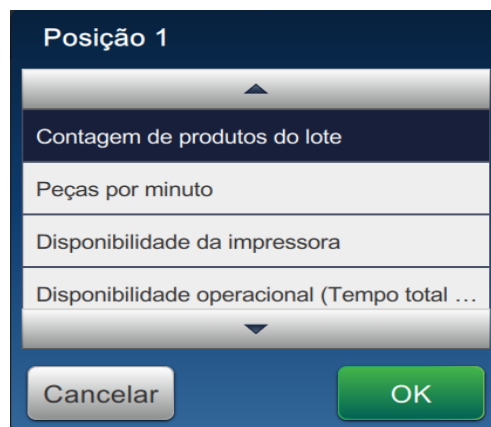 Posição 1
Contagem de produtos do lote
Peças por minuto
Disponibilidade da impressora
Disponibilidade operacional (Tempo total ...
Cancelar
OK